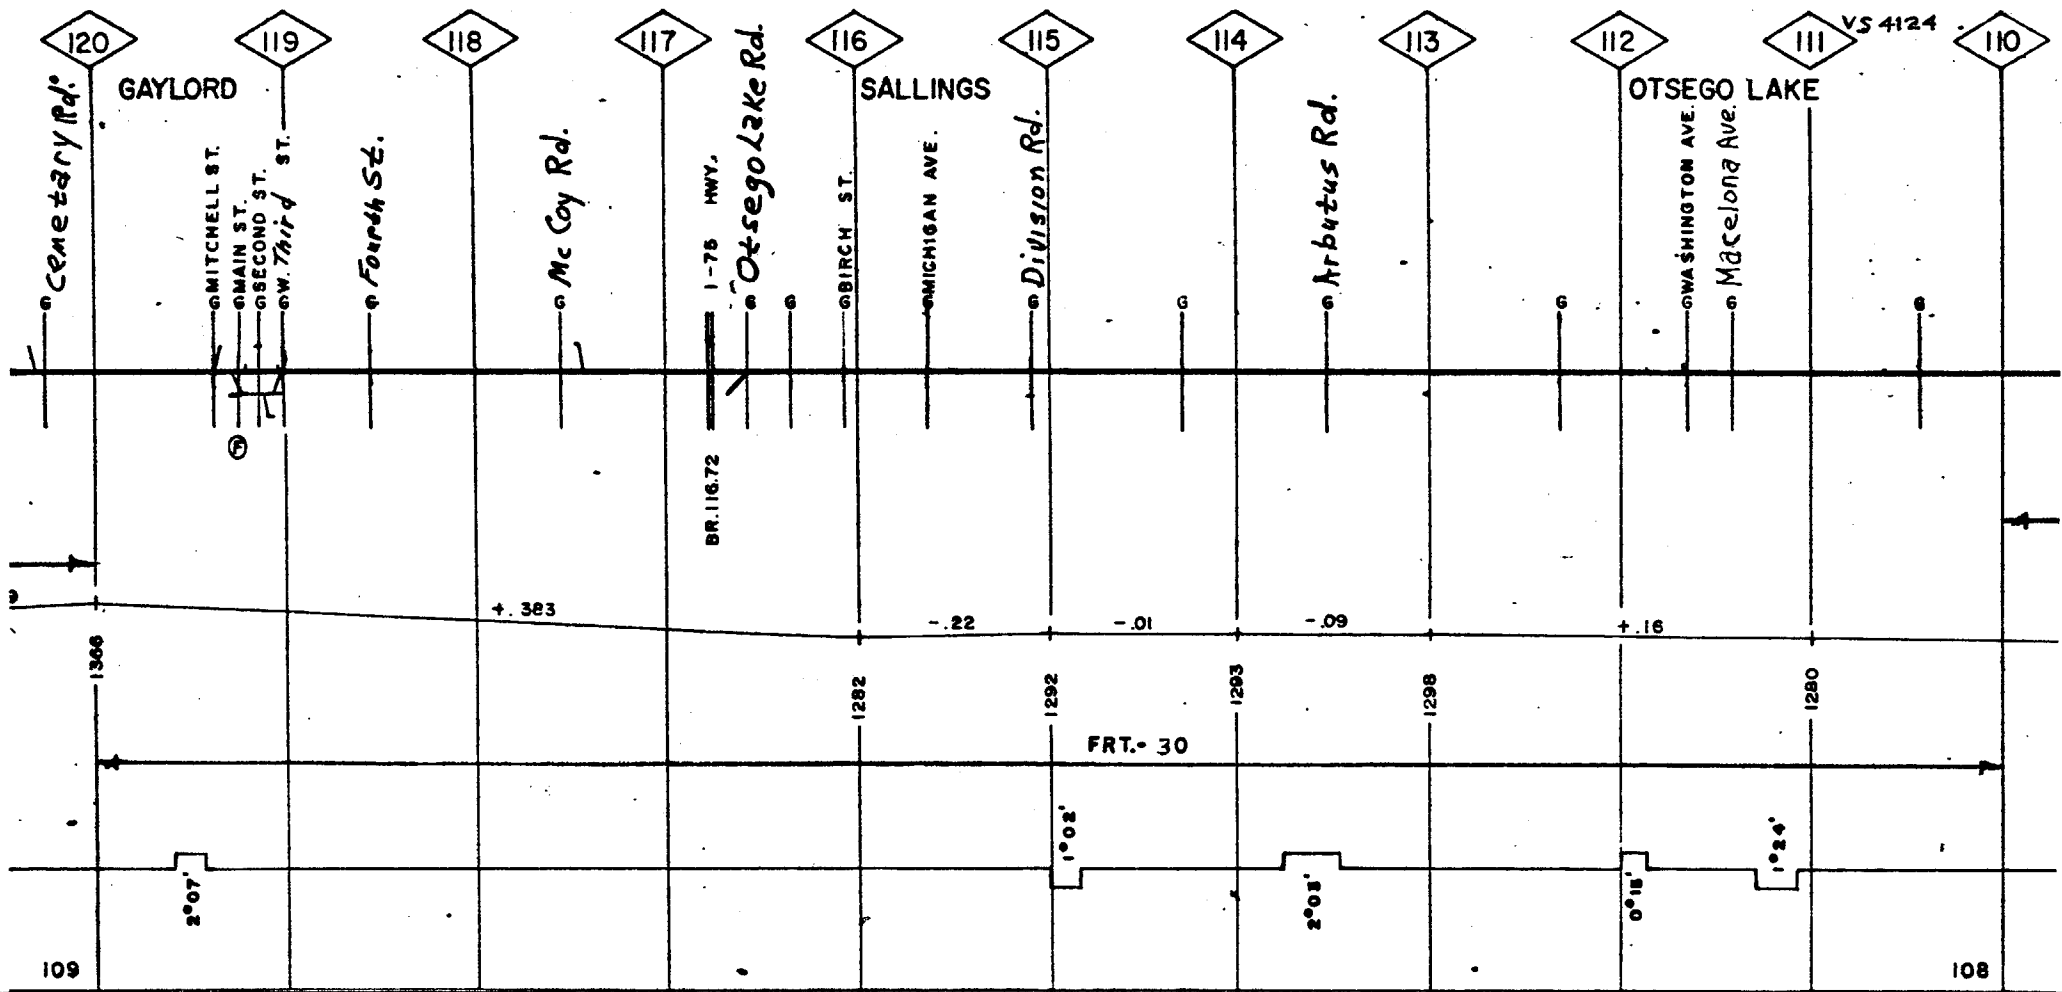 120 119 118 117 116 115 114 113 112 111 VS 4124 110
GAYLORD SALLINGS OTSEGO LAKE
Cemetary Rd.
MITCHELL ST.
MAIN ST.
SECOND ST.
W. Third ST.
Fourth St.
Mc Coy Rd.
I-75 HWY.
Otsego Lake Rd.
BIRCH ST.
MICHIGAN AVE.
Division Rd.
Arbutus Rd.
WASHINGTON AVE.
Macelona Ave.
G G G G G G G G G G G G G G G G G
BR.116.72
+.383 -.22 -.01 -.09 +.16
1366 1282 1292 1293 1298 1280
FRT.- 30
2°07' 1°02' 2°03' 0°15' 1°24'
109 108